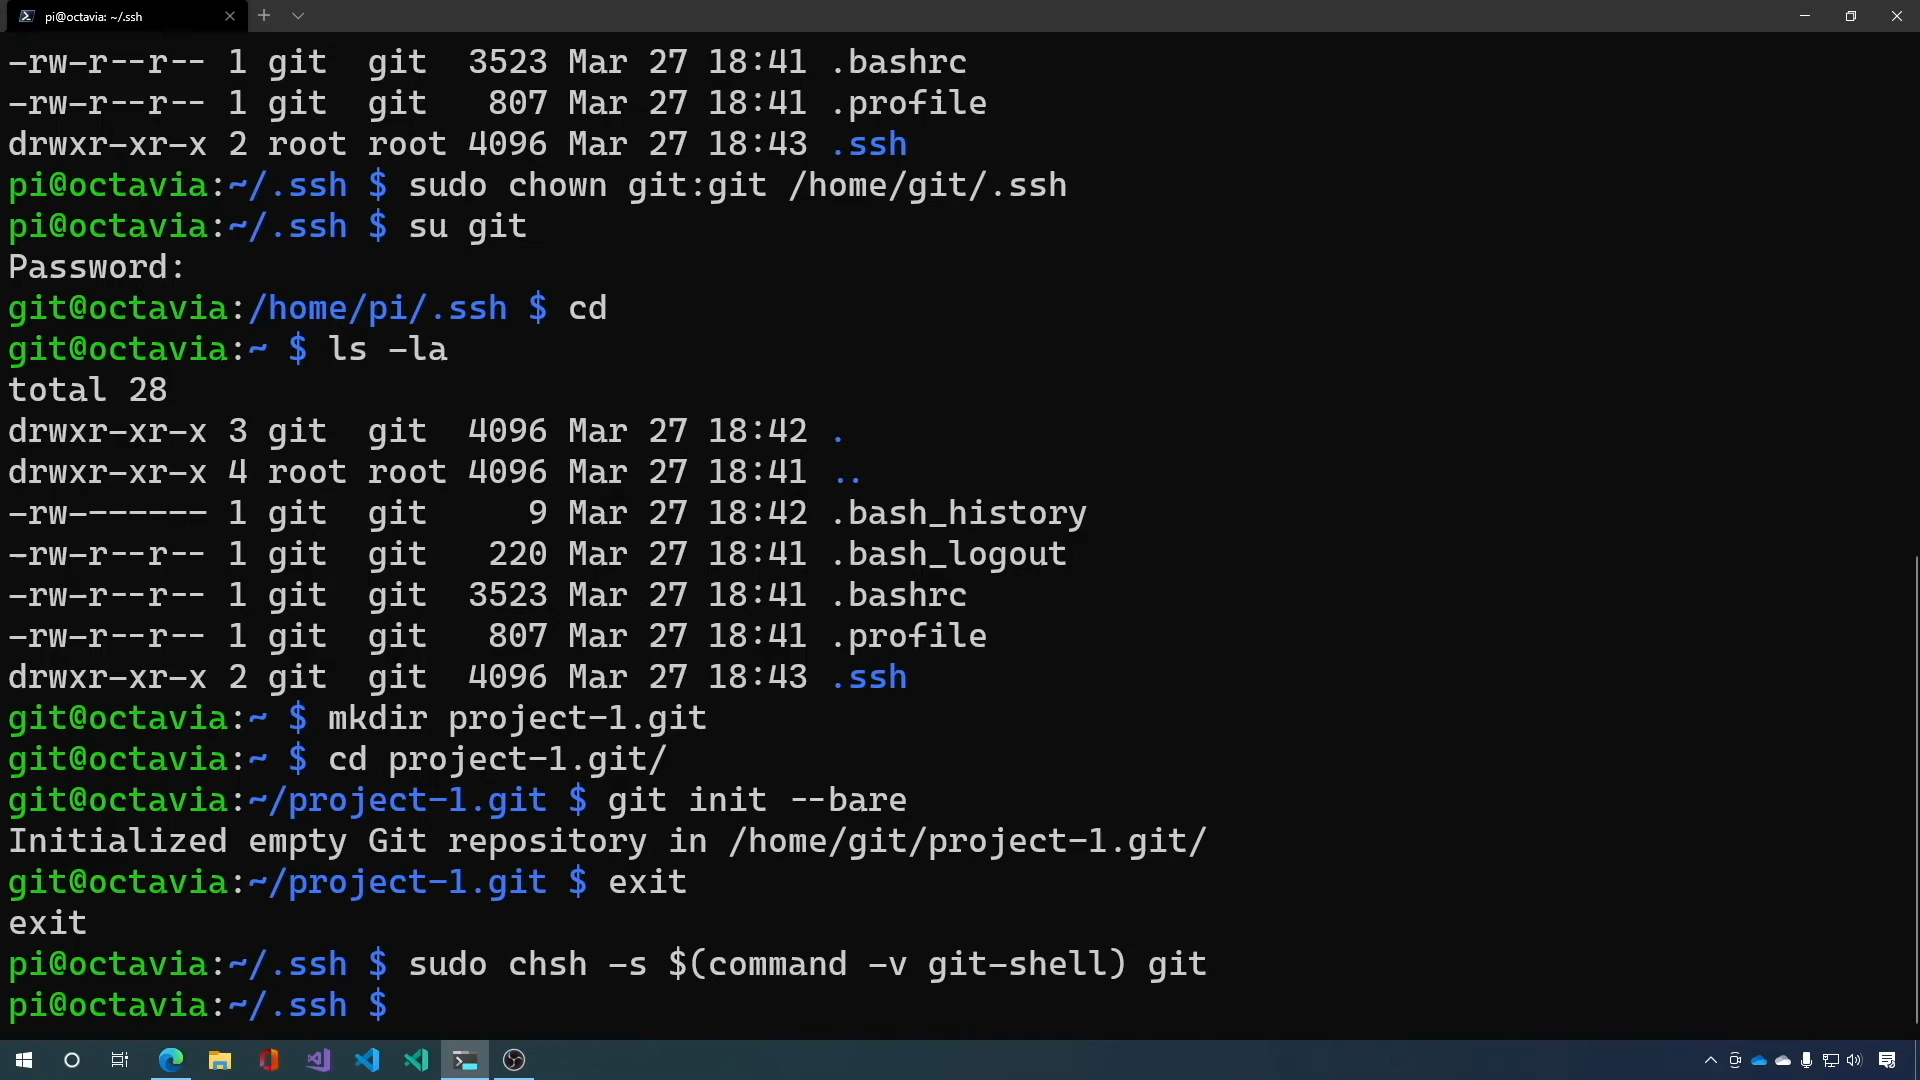 pi@octavia: ~/.ssh
-rw-r--r-- 1 git  git  3523 Mar 27 18:41 .bashrc
-rw-r--r-- 1 git  git   807 Mar 27 18:41 .profile
drwxr-xr-x 2 root root 4096 Mar 27 18:43 .ssh
pi@octavia:~/.ssh $ sudo chown git:git /home/git/.ssh
pi@octavia:~/.ssh $ su git
Password:
git@octavia:/home/pi/.ssh $ cd
git@octavia:~ $ ls -la
total 28
drwxr-xr-x 3 git  git  4096 Mar 27 18:42 .
drwxr-xr-x 4 root root 4096 Mar 27 18:41 ..
-rw------- 1 git  git     9 Mar 27 18:42 .bash_history
-rw-r--r-- 1 git  git   220 Mar 27 18:41 .bash_logout
-rw-r--r-- 1 git  git  3523 Mar 27 18:41 .bashrc
-rw-r--r-- 1 git  git   807 Mar 27 18:41 .profile
drwxr-xr-x 2 git  git  4096 Mar 27 18:43 .ssh
git@octavia:~ $ mkdir project-1.git
git@octavia:~ $ cd project-1.git/
git@octavia:~/project-1.git $ git init --bare
Initialized empty Git repository in /home/git/project-1.git/
git@octavia:~/project-1.git $ exit
exit
pi@octavia:~/.ssh $ sudo chsh -s $(command -v git-shell) git
pi@octavia:~/.ssh $